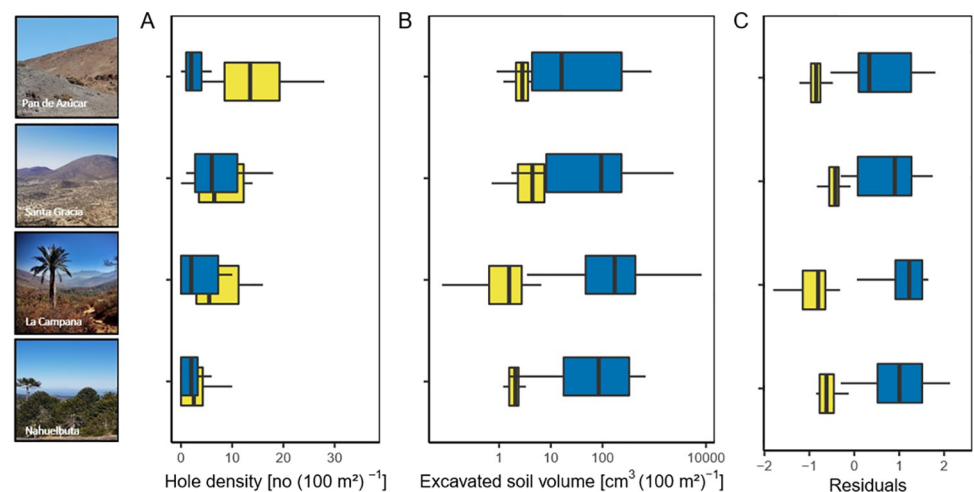 A
B
C
Pan de Azúcar
Santa Gracia
La Campana
Nahuelbuta
0 10 20 30
Hole density [no (100 m²) ⁻¹]
1 10 100 10000
Excavated soil volume [cm³ (100 m²)⁻¹]
−2 −1 0 1 2
Residuals